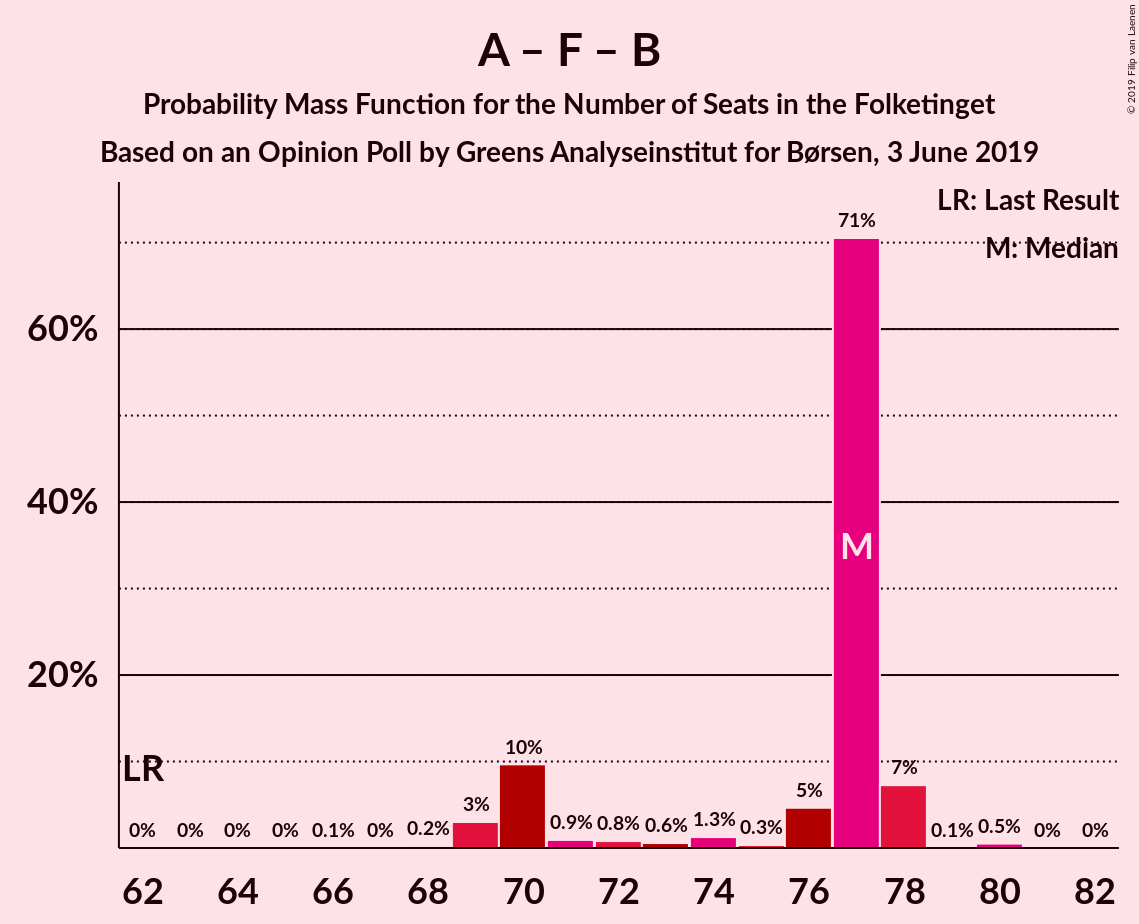 A – F – B
Probability Mass Function for the Number of Seats in the Folketinget
Based on an Opinion Poll by Greens Analyseinstitut for Børsen, 3 June 2019
© 2019 Filip van Laenen
LR: Last Result
M: Median
60%
40%
20%
LR
M
0% 0% 0% 0% 0.1% 0% 0.2% 3% 10% 0.9% 0.8% 0.6% 1.3% 0.3% 5% 71% 7% 0.1% 0.5% 0% 0%
62 64 66 68 70 72 74 76 78 80 82